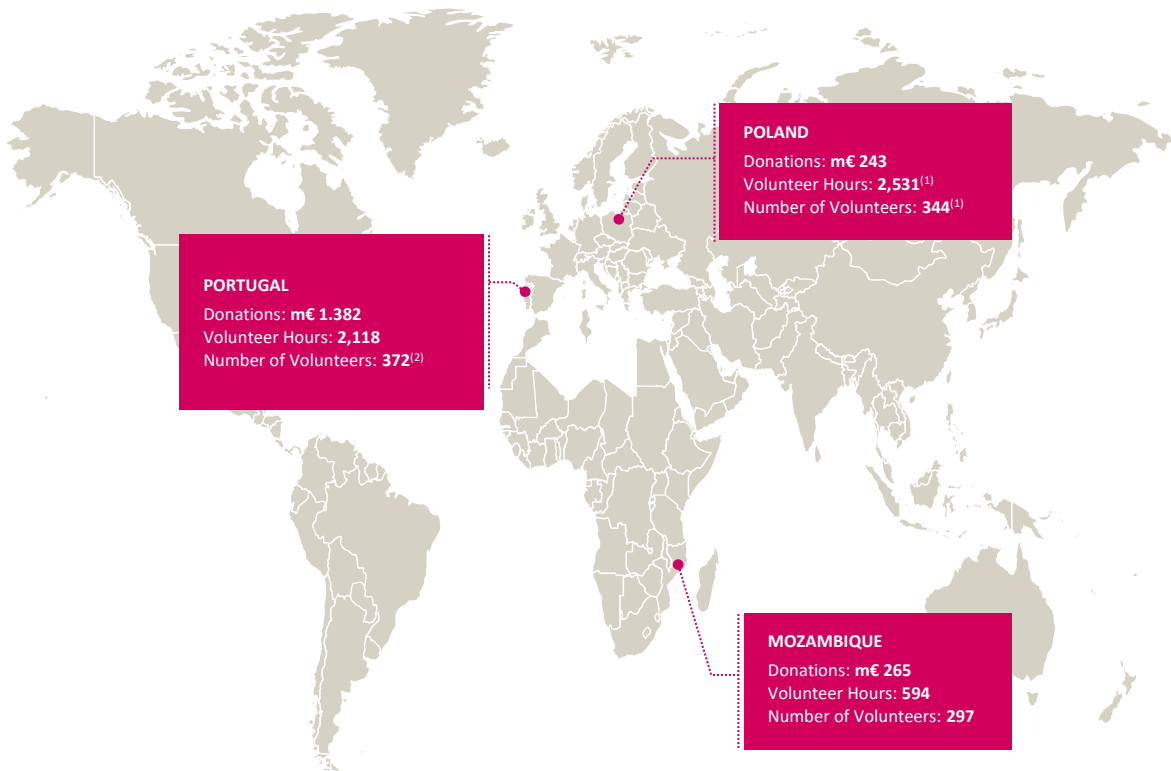 POLAND
Donations: m€ 243
Volunteer Hours: 2,531(1)
Number of Volunteers: 344(1)
PORTUGAL
Donations: m€ 1.382
Volunteer Hours: 2,118
Number of Volunteers: 372(2)
MOZAMBIQUE
Donations: m€ 265
Volunteer Hours: 594
Number of Volunteers: 297